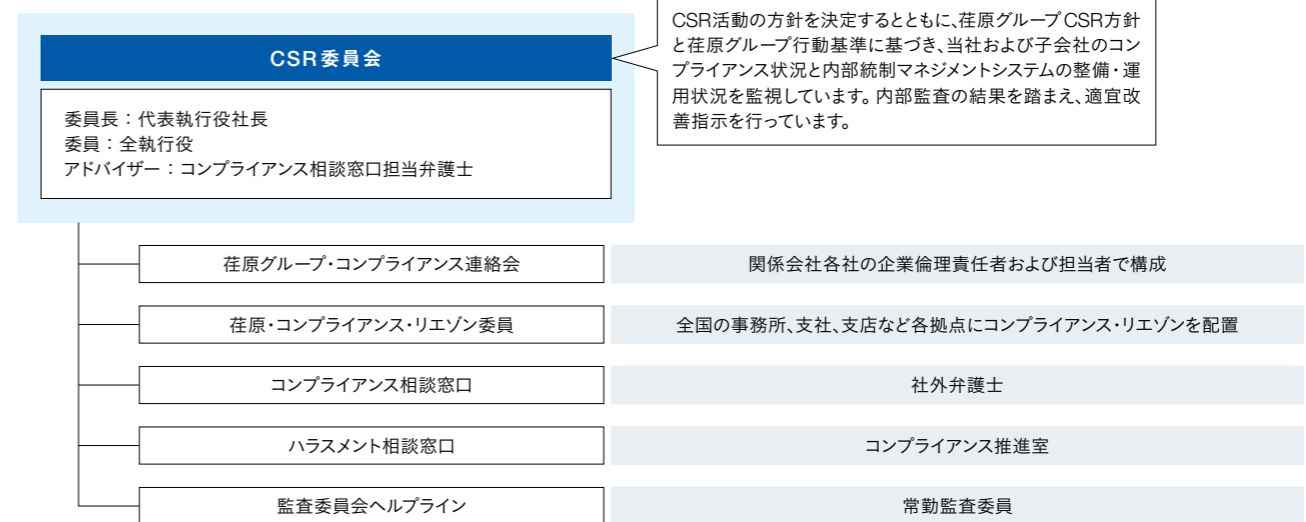 CSR委員会
委員長：代表執行役社長
委員：全執行役
アドバイザー：コンプライアンス相談窓口担当弁護士
CSR活動の方針を決定するとともに、荏原グループCSR方針
と荏原グループ行動基準に基づき、当社および子会社のコン
プライアンス状況と内部統制マネジメントシステムの整備・運
用状況を監視しています。内部監査の結果を踏まえ、適宜改
善指示を行っています。
荏原グループ・コンプライアンス連絡会 関係会社各社の企業倫理責任者および担当者で構成
荏原・コンプライアンス・リエゾン委員 全国の事務所、支社、支店など各拠点にコンプライアンス・リエゾンを配置
コンプライアンス相談窓口 社外弁護士
ハラスメント相談窓口 コンプライアンス推進室
監査委員会ヘルプライン 常勤監査委員